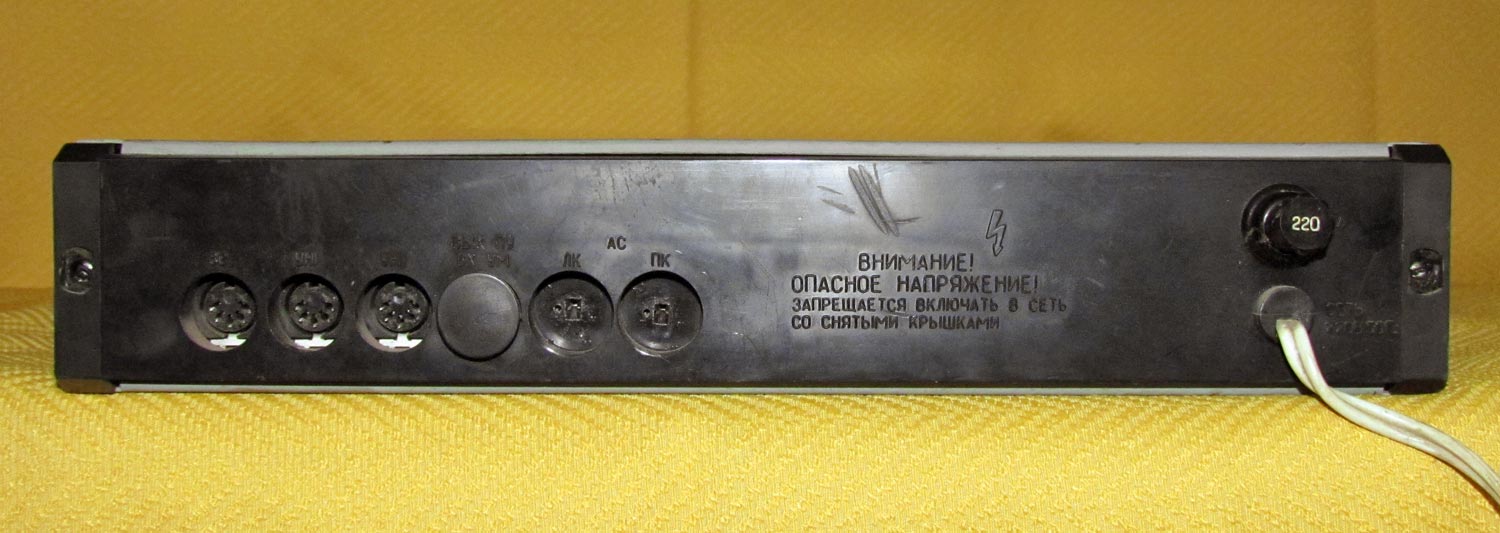 АС
ЛК ПК
ВНИМАНИЕ!
ОПАСНОЕ НАПРЯЖЕНИЕ!
ЗАПРЕЩАЕТСЯ ВКЛЮЧАТЬ В СЕТЬ
СО СНЯТЫМИ КРЫШКАМИ
220
СЕТЬ